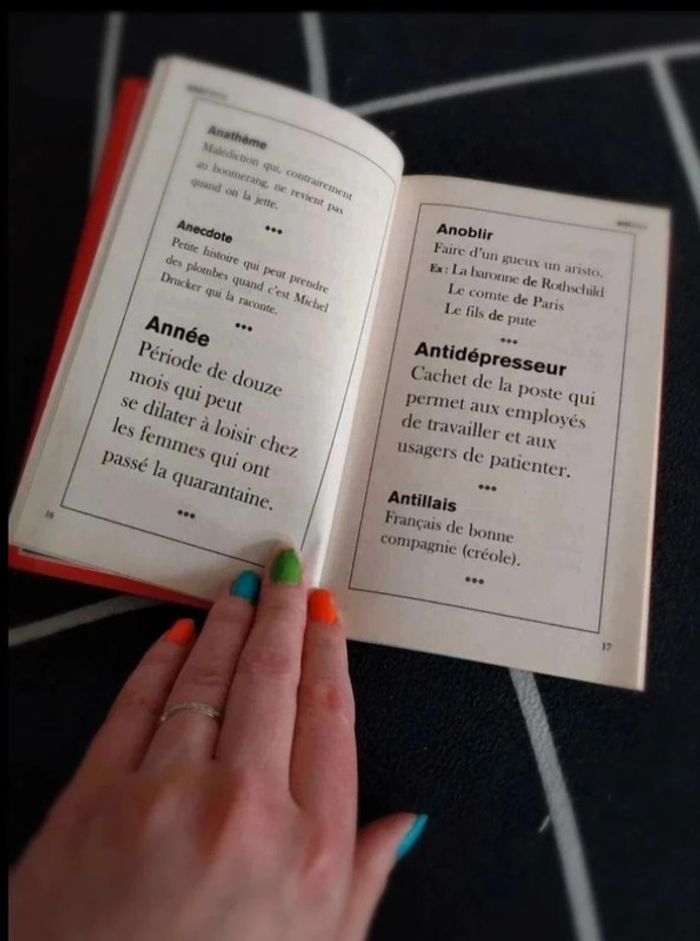 Anathème
Malédiction qui, contrairement
au boomerang, ne revient pas
quand on la jette.
•••
Anecdote
Petite histoire qui peut prendre
des plombes quand c'est Michel
Drucker qui la raconte.
•••
Année
Période de douze
mois qui peut
se dilater à loisir chez
les femmes qui ont
passé la quarantaine.
•••
16
Anoblir
Faire d'un gueux un aristo.
Ex : La baronne de Rothschild
Le comte de Paris
Le fils de pute
•••
Antidépresseur
Cachet de la poste qui
permet aux employés
de travailler et aux
usagers de patienter.
•••
Antillais
Français de bonne
compagnie (créole).
•••
17